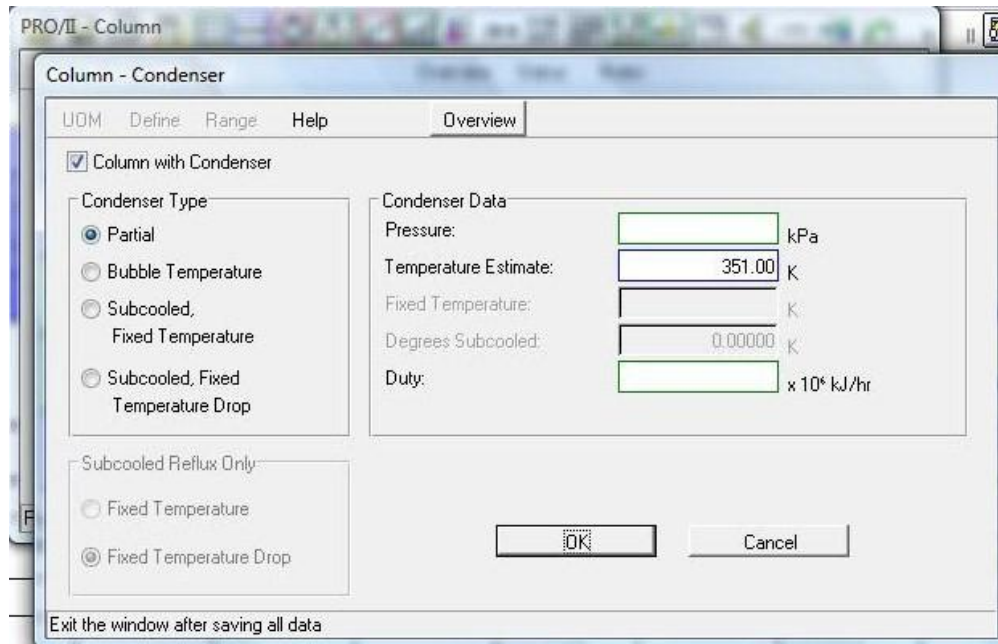 PRO/II - Column
Column - Condenser
UOM Define Range Help Overview
Column with Condenser
Condenser Type
Partial
Bubble Temperature
Subcooled,
Fixed Temperature
Subcooled, Fixed
Temperature Drop
Condenser Data
Pressure: kPa
Temperature Estimate: 351.00 K
Fixed Temperature: K
Degrees Subcooled: 0.00000 K
Duty: x 10⁶ kJ/hr
Subcooled Reflux Only
Fixed Temperature
Fixed Temperature Drop
OK Cancel
Exit the window after saving all data